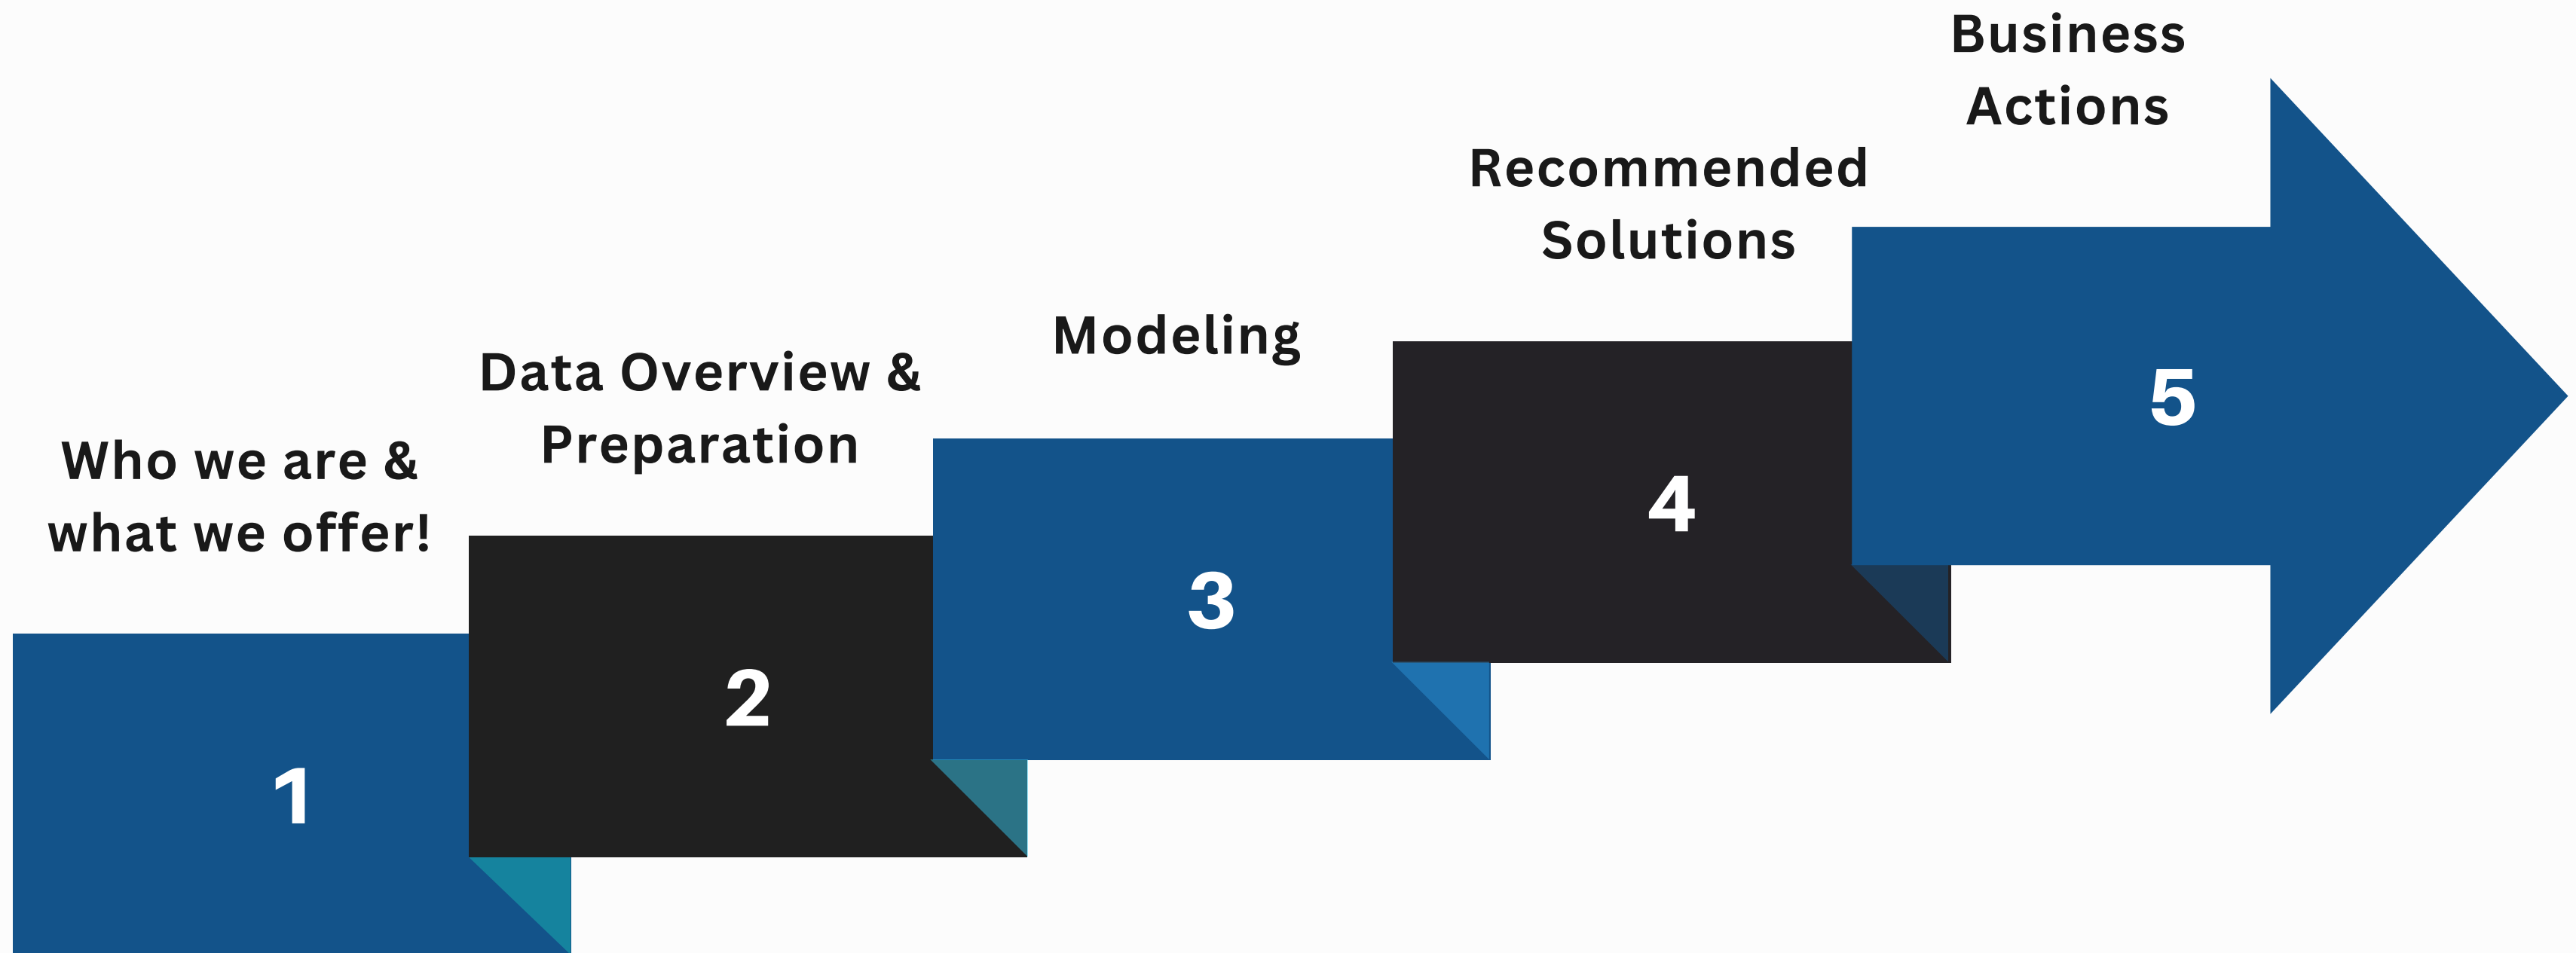 Who we are &
what we offer!
1
Data Overview &
Preparation
2
Modeling
3
Recommended
Solutions
4
Business
Actions
5